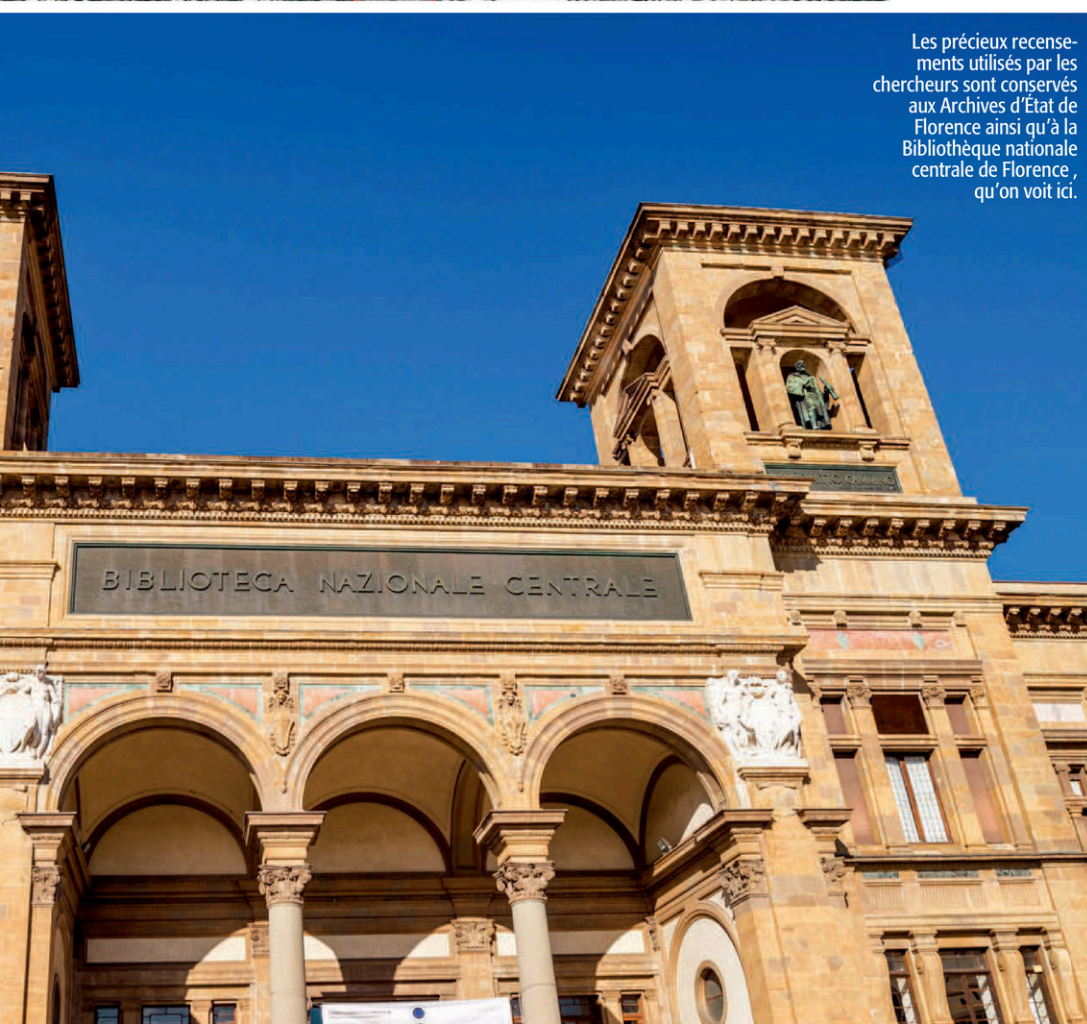 Les précieux recense-
ments utilisés par les
chercheurs sont conservés
aux Archives d'État de
Florence ainsi qu'à la
Bibliothèque nationale
centrale de Florence ,
qu'on voit ici.
BIBLIOTECA NAZIONALE CENTRALE